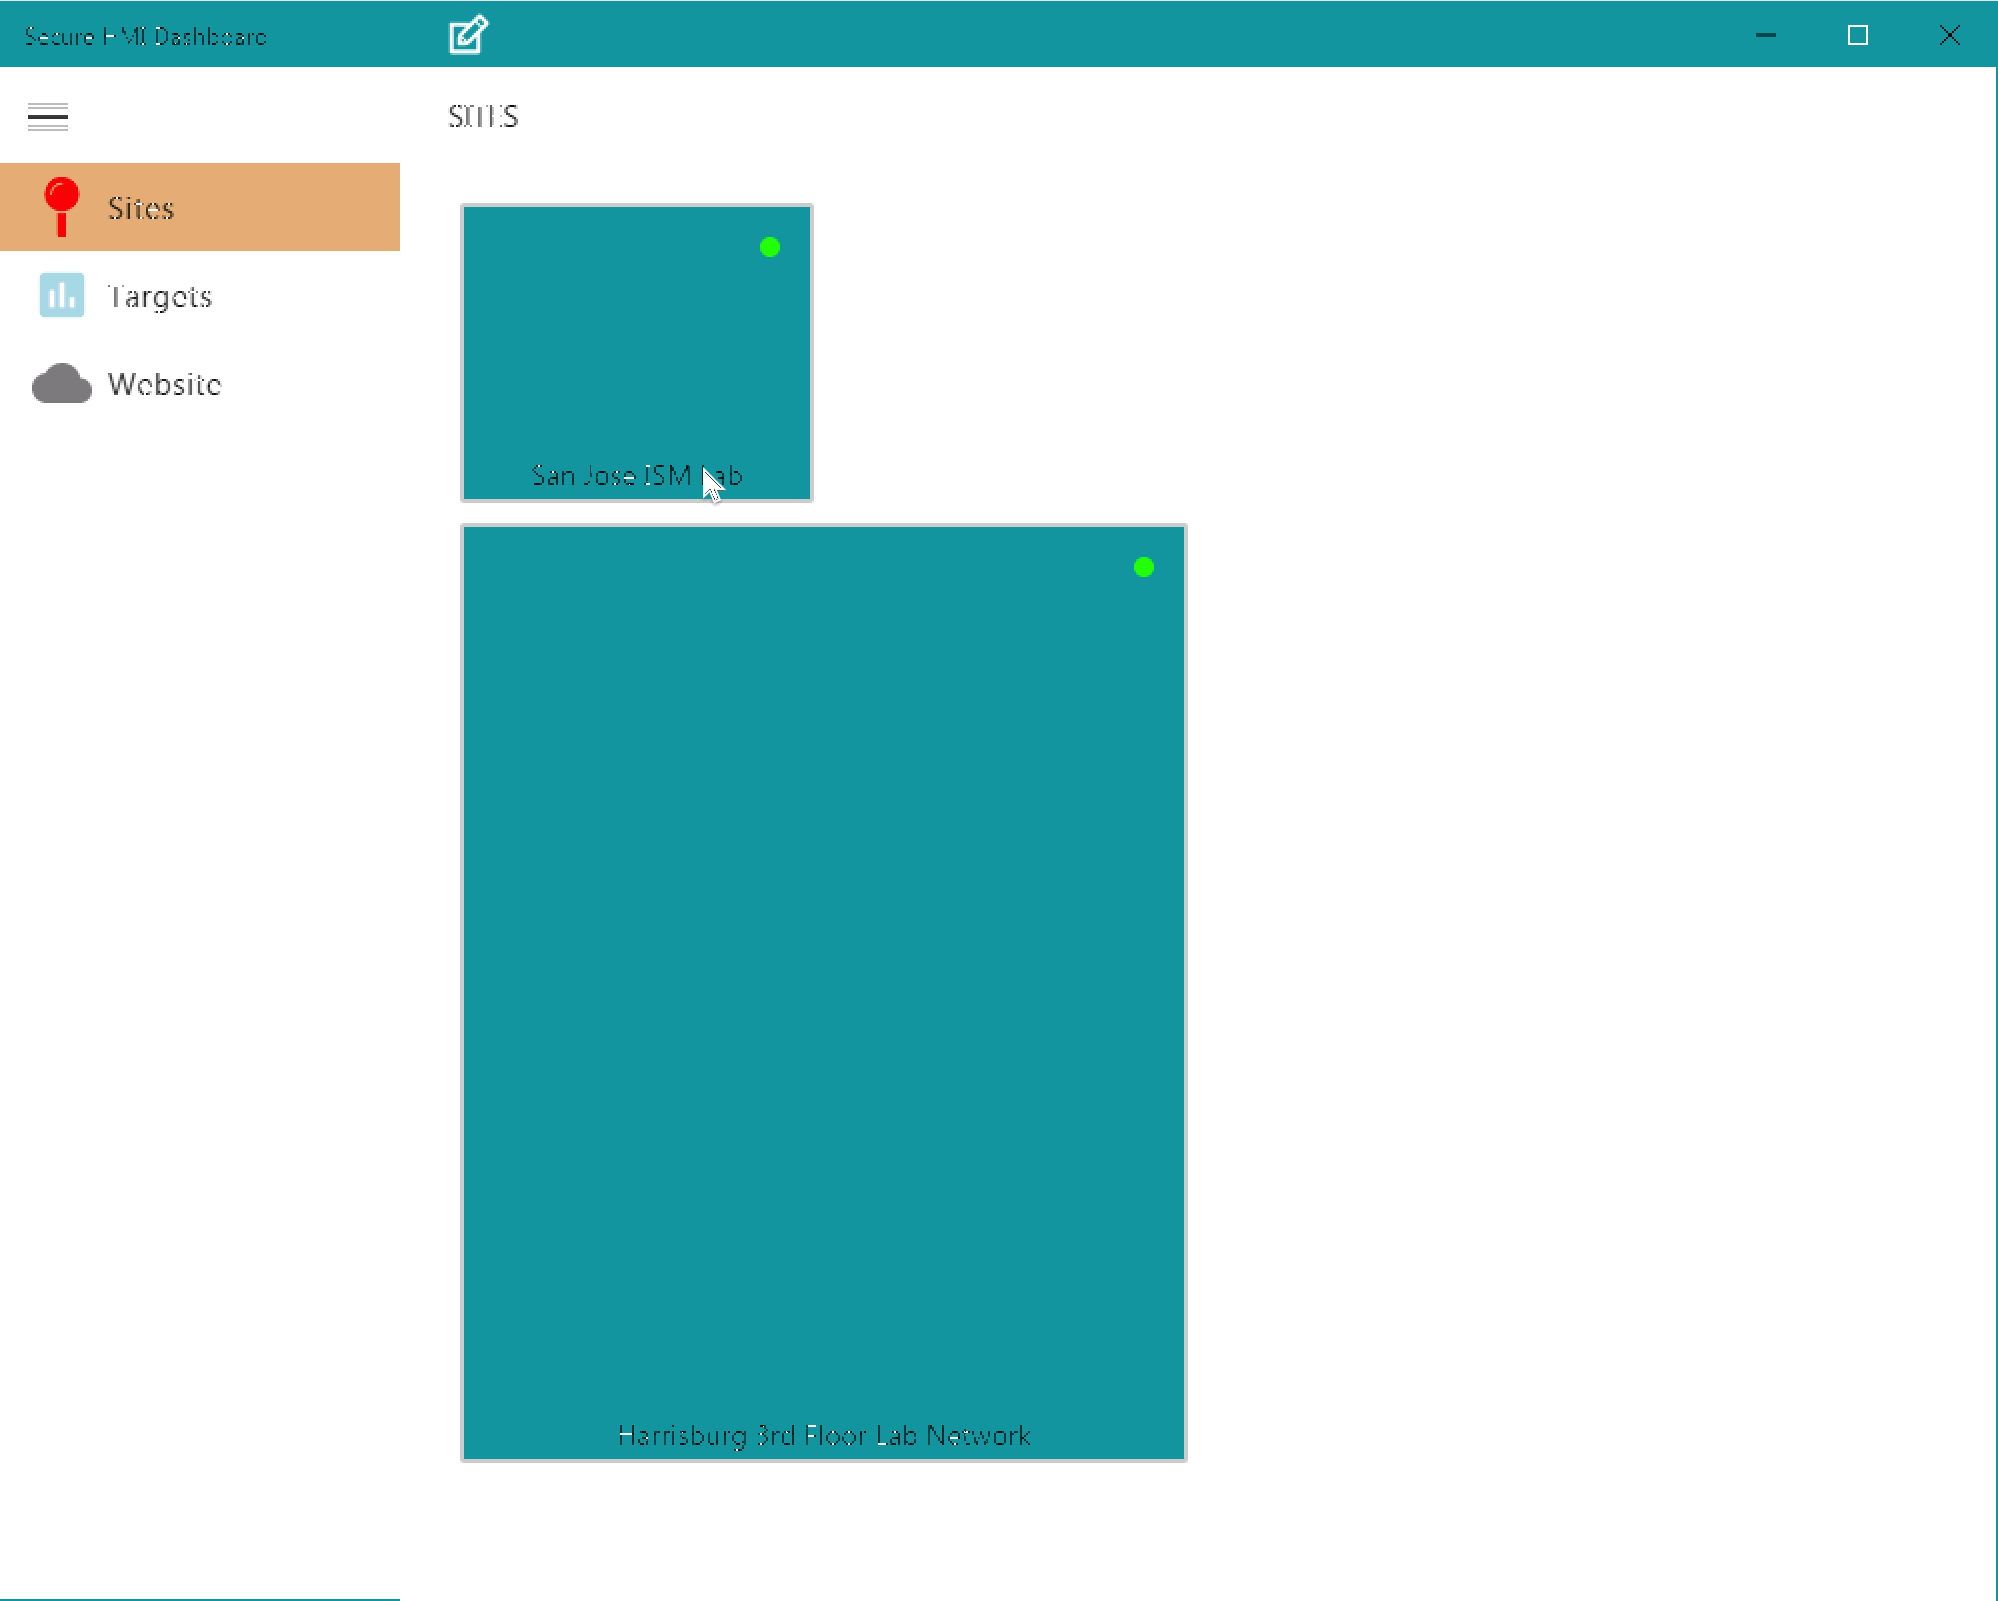 Secure HMI Dashboard
SITES
Sites
Targets
Website
San Jose ISM Lab
Harrisburg 3rd Floor Lab Network